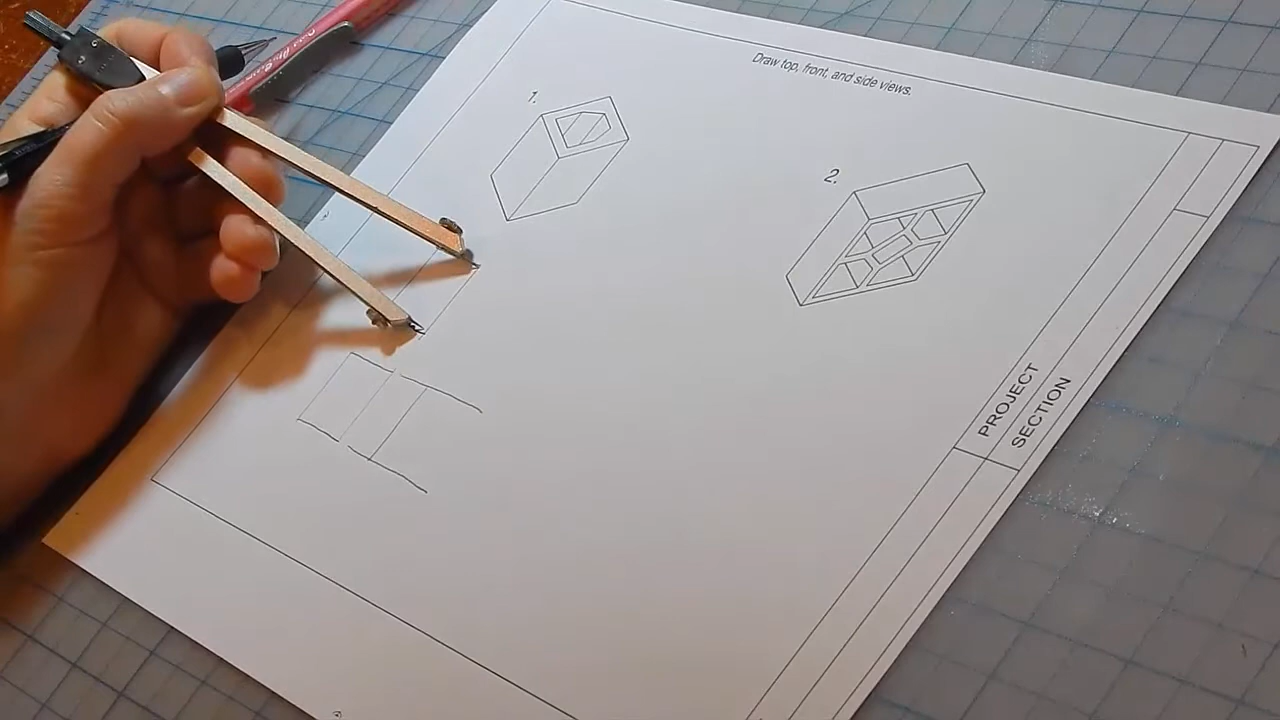 Draw top, front, and side views.
1.
2.
PROJECT
SECTION